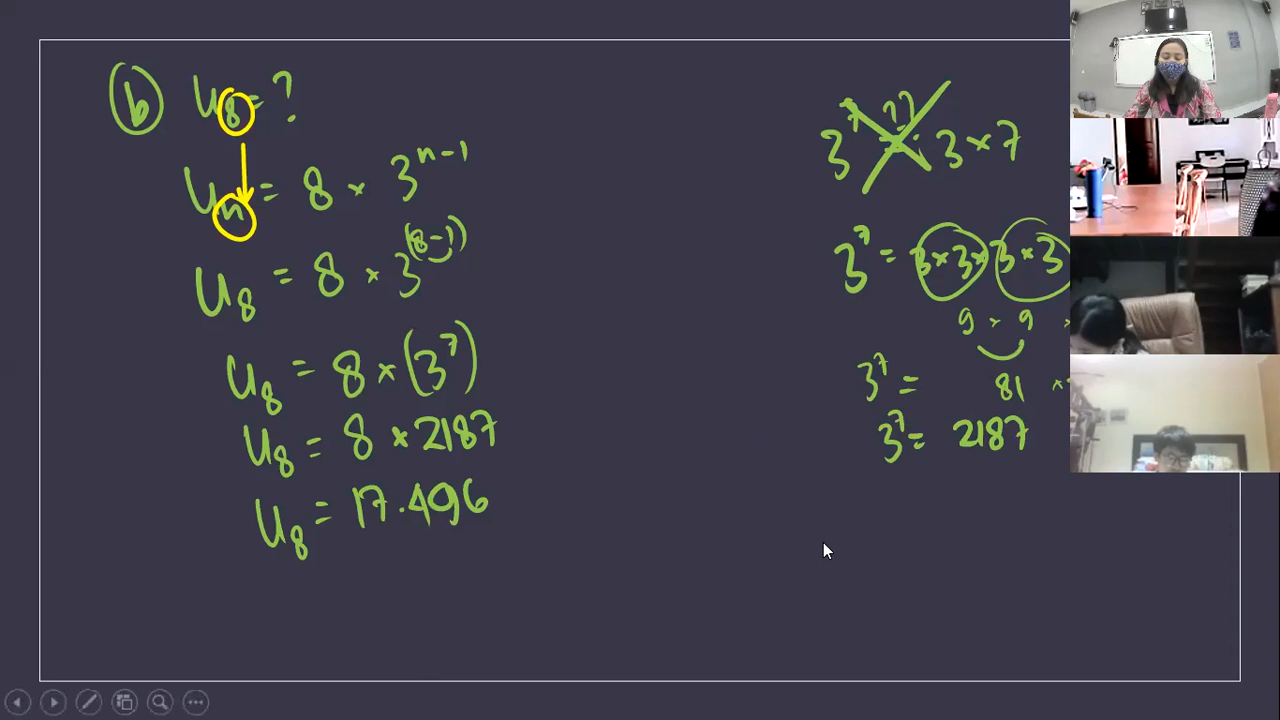 b U8 = ?
Un = 8 × 3^(n-1)
U8 = 8 × 3^(8-1)
U8 = 8 × (3^7)
U8 = 8 × 2187
U8 = 17.496
3^7 = 3 × 7
3^7 = 3 × 3 × 3 × 3
9 × 9
3^7 = 81 ×
3^7 = 2187